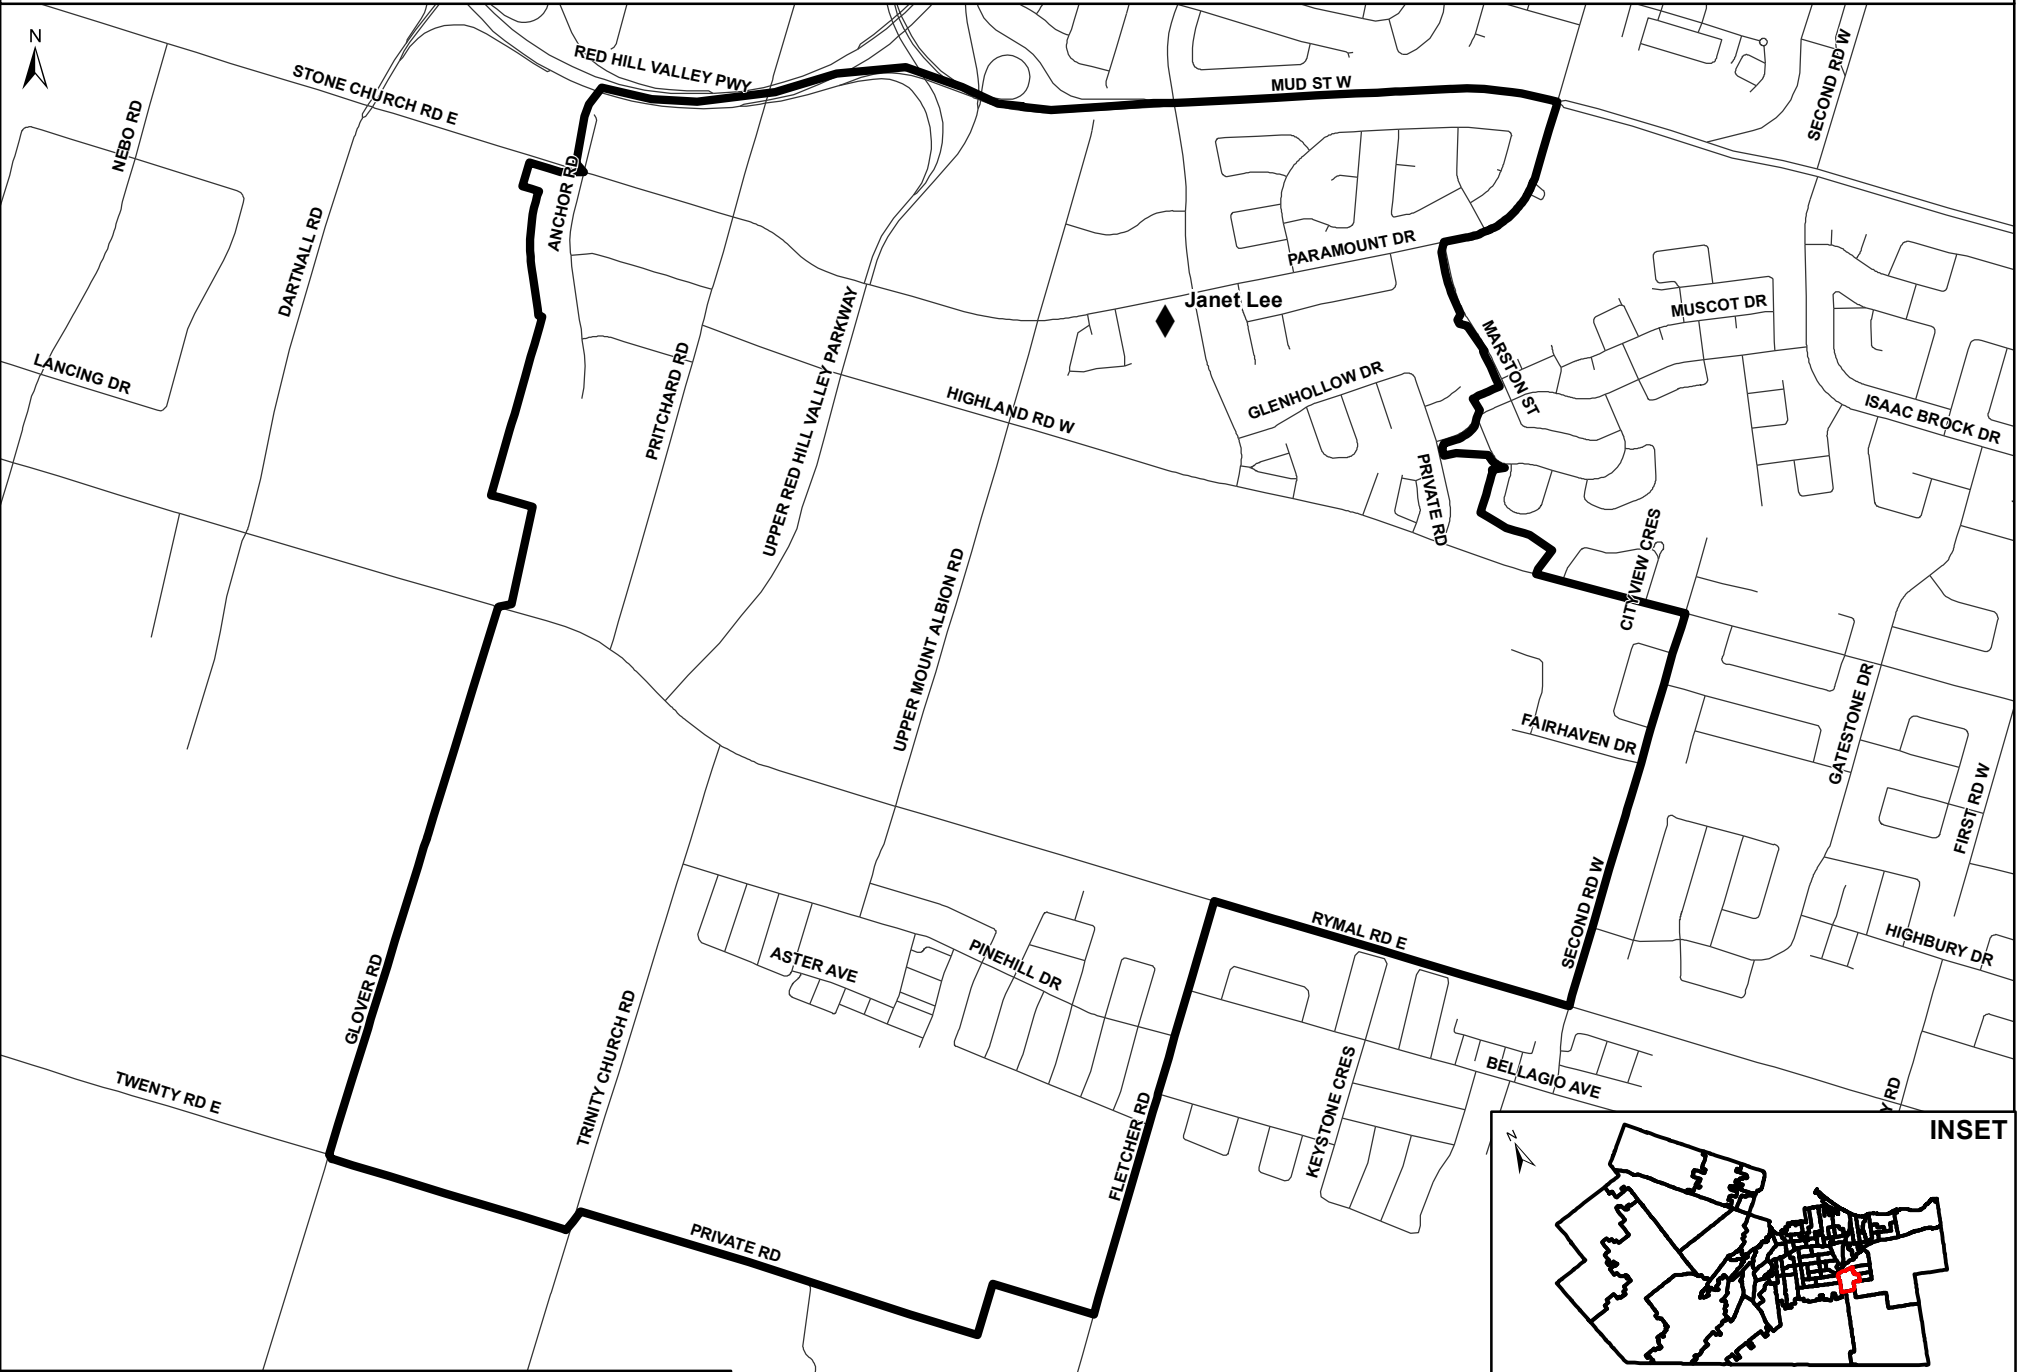 N
RED HILL VALLEY PWY
STONE CHURCH RD E
MUD ST W
SECOND RD W
NEBO RD
ANCHOR RD
DARTNALL RD
PARAMOUNT DR
Janet Lee
MUSCOT DR
MARSTON ST
LANCING DR
PRITCHARD RD
UPPER RED HILL VALLEY PARKWAY
HIGHLAND RD W
GLENHOLLOW DR
ISAAC BROCK DR
PRIVATE RD
CITYVIEW CRES
UPPER MOUNT ALBION RD
FAIRHAVEN DR
GATESTONE DR
FIRST RD W
SECOND RD W
RYMAL RD E
HIGHBURY DR
PINEHILL DR
ASTER AVE
GLOVER RD
TRINITY CHURCH RD
TWENTY RD E
KEYSTONE CRES
BELLAGIO AVE
FLETCHER RD
Y RD
PRIVATE RD
INSET
N